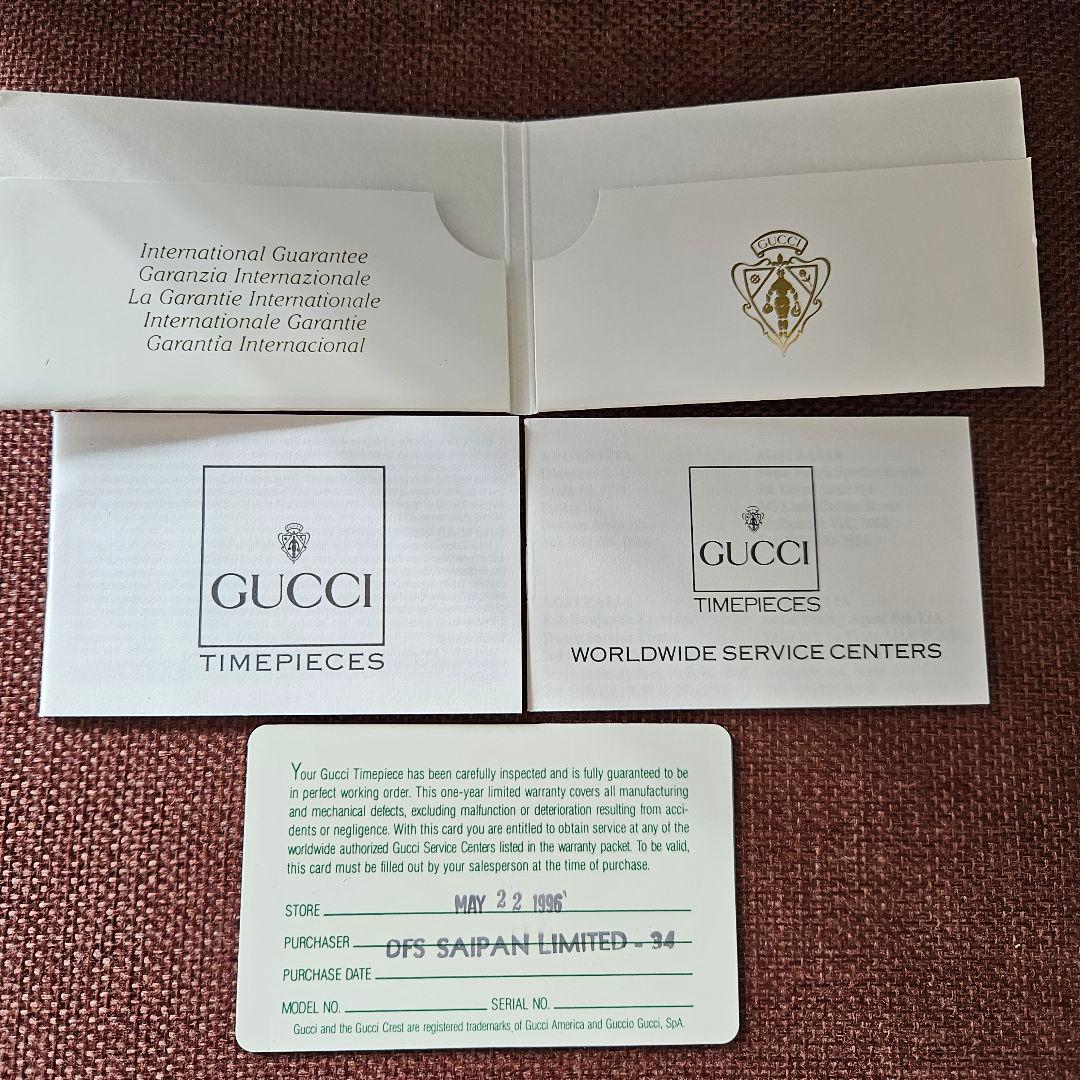 International Guarantee
Garanzia Internazionale
La Garantie Internationale
Internationale Garantie
Garantía Internacional
GUCCI
GUCCI
TIMEPIECES
GUCCI
TIMEPIECES
WORLDWIDE SERVICE CENTERS
Your Gucci Timepiece has been carefully inspected and is fully guaranteed to be
in perfect working order. This one-year limited warranty covers all manufacturing
and mechanical defects, excluding malfunction or deterioration resulting from acci-
dents or negligence. With this card you are entitled to obtain service at any of the
worldwide authorized Gucci Service Centers listed in the warranty packet. To be valid,
this card must be filled out by your salesperson at the time of purchase.
STORE MAY 22 1996
PURCHASER DFS SAIPAN LIMITED - 34
PURCHASE DATE
MODEL NO. SERIAL NO.
Gucci and the Gucci Crest are registered trademarks of Gucci America and Guccio Gucci, SpA.